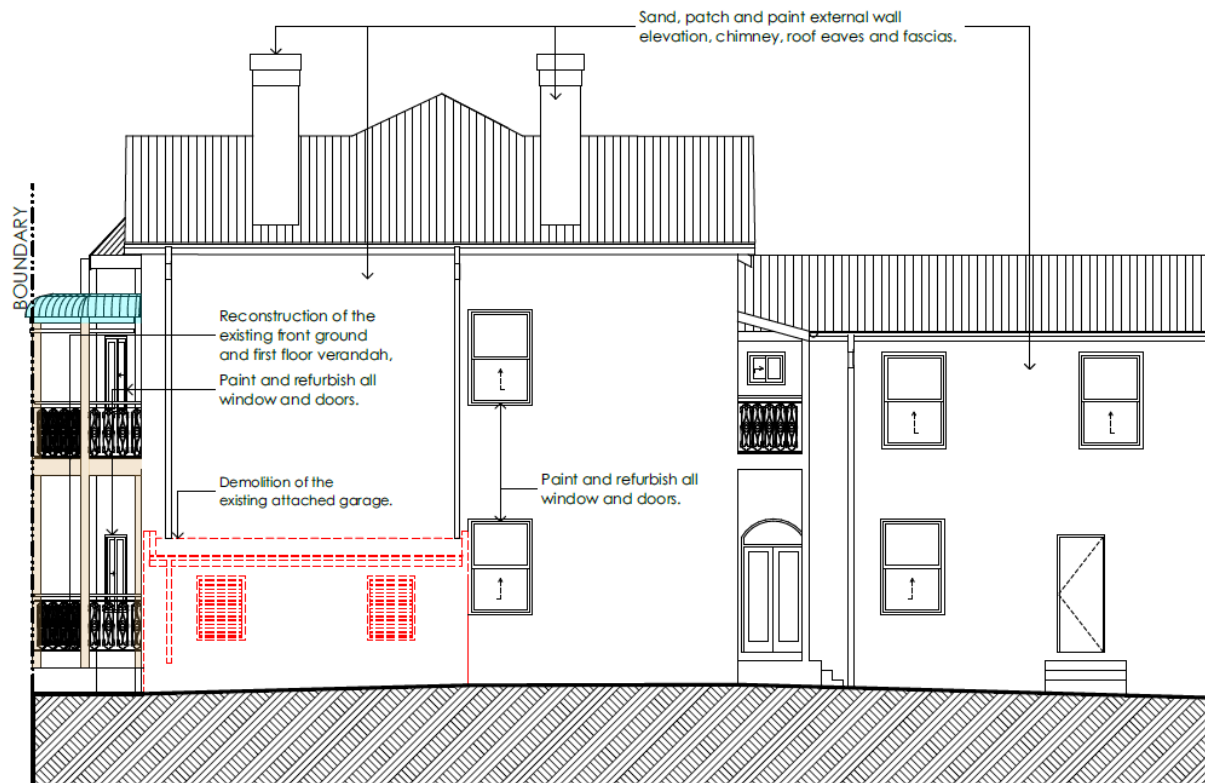 Sand, patch and paint external wall
elevation, chimney, roof eaves and fascias.
BOUNDARY
Reconstruction of the
existing front ground
and first floor verandah,
Paint and refurbish all
window and doors.
Demolition of the
existing attached garage.
Paint and refurbish all
window and doors.